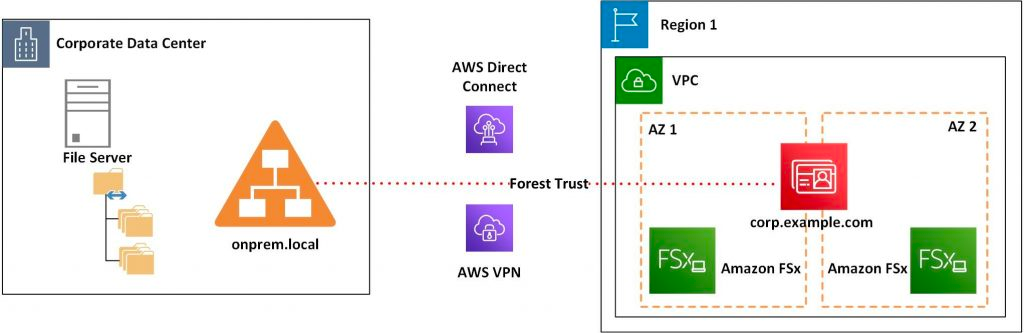 Corporate Data Center
File Server
onprem.local
AWS Direct
Connect
Forest Trust
AWS VPN
Region 1
VPC
AZ 1
AZ 2
corp.example.com
FSx
Amazon FSx
Amazon FSx
FSx